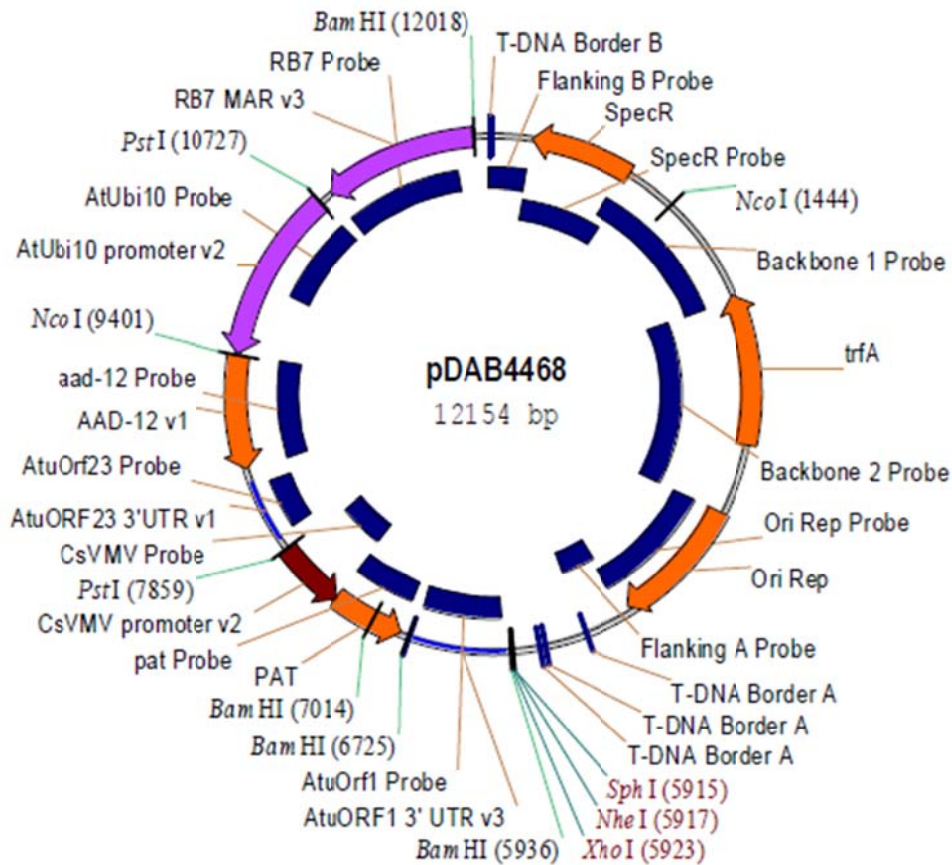 Bam HI (12018)
RB7 Probe
RB7 MAR v3
Pst I (10727)
AtUbi10 Probe
AtUbi10 promoter v2
Nco I (9401)
aad-12 Probe
AAD-12 v1
AtuOrf23 Probe
AtuORF23 3'UTR v1
CsVMV Probe
Pst I (7859)
CsVMV promoter v2
pat Probe
PAT
Bam HI (7014)
Bam HI (6725)
AtuOrf1 Probe
AtuORF1 3' UTR v3
Bam HI (5936)
pDAB4468
12154 bp
T-DNA Border B
Flanking B Probe
SpecR
SpecR Probe
Nco I (1444)
Backbone 1 Probe
trfA
Backbone 2 Probe
Ori Rep Probe
Ori Rep
Flanking A Probe
T-DNA Border A
T-DNA Border A
T-DNA Border A
Sph I (5915)
Nhe I (5917)
Xho I (5923)